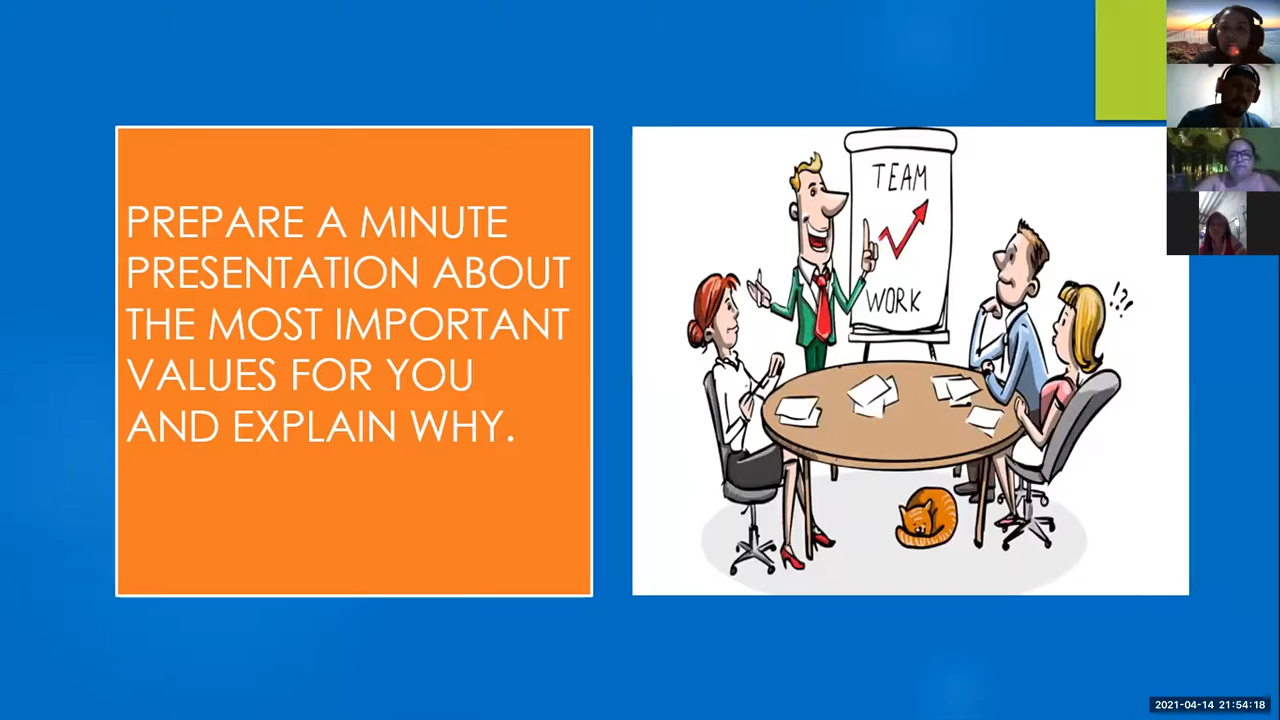 PREPARE A MINUTE
PRESENTATION ABOUT
THE MOST IMPORTANT
VALUES FOR YOU
AND EXPLAIN WHY.
TEAM
WORK
!?!
2021-04-14 21:54:18